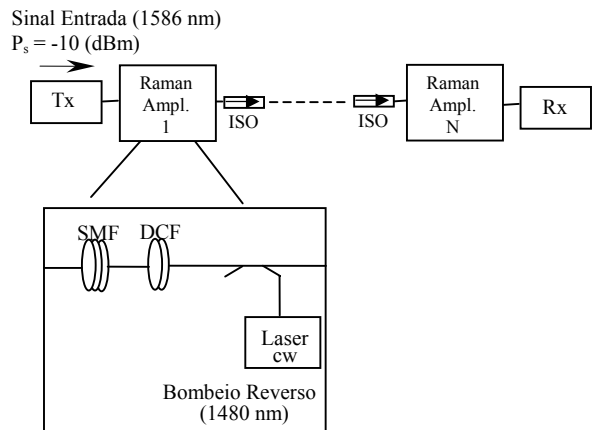 Sinal Entrada (1586 nm)
P_s = -10 (dBm)
Tx
Raman
Ampl.
1
ISO
ISO
Raman
Ampl.
N
Rx
SMF
DCF
Laser
cw
Bombeio Reverso
(1480 nm)